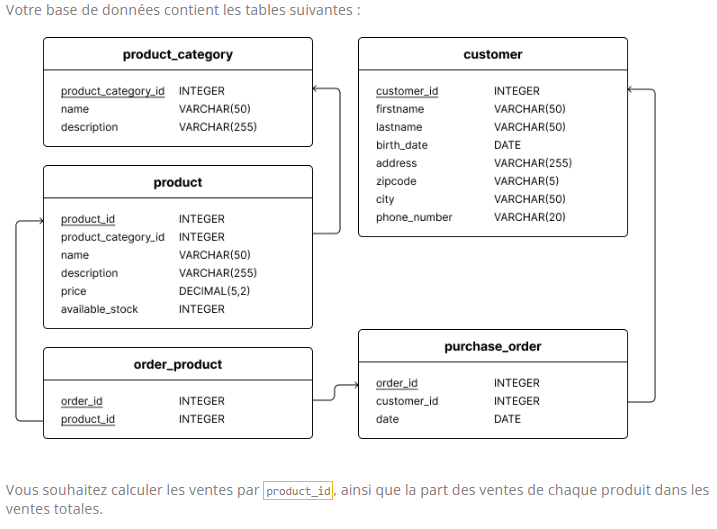 Votre base de données contient les tables suivantes :
product_category
product_category_id INTEGER
name VARCHAR(50)
description VARCHAR(255)
customer
customer_id INTEGER
firstname VARCHAR(50)
lastname VARCHAR(50)
birth_date DATE
address VARCHAR(255)
zipcode VARCHAR(5)
city VARCHAR(50)
phone_number VARCHAR(20)
product
product_id INTEGER
product_category_id INTEGER
name VARCHAR(50)
description VARCHAR(255)
price DECIMAL(5,2)
available_stock INTEGER
order_product
order_id INTEGER
product_id INTEGER
purchase_order
order_id INTEGER
customer_id INTEGER
date DATE
Vous souhaitez calculer les ventes par product_id, ainsi que la part des ventes de chaque produit dans les
ventes totales.